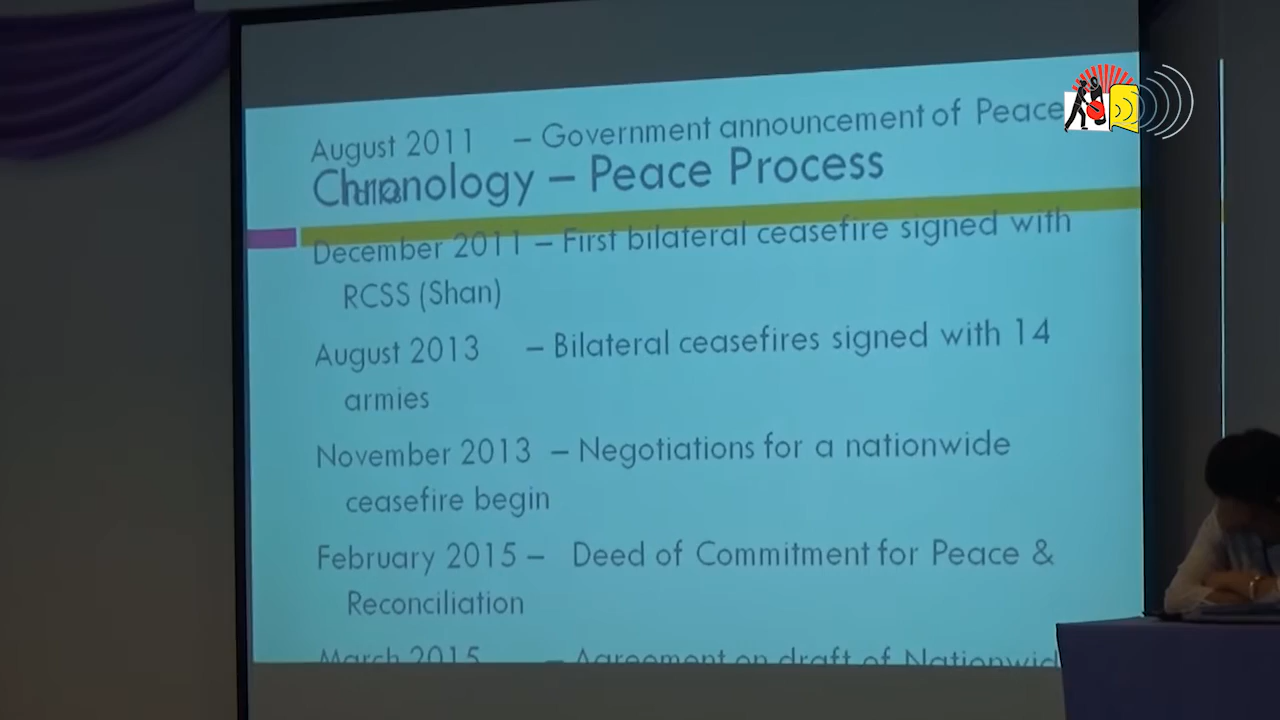 August 2011 – Government announcement of Peace
Chronology – Peace Process
December 2011 – First bilateral ceasefire signed with
RCSS (Shan)
August 2013 – Bilateral ceasefires signed with 14
armies
November 2013 – Negotiations for a nationwide
ceasefire begin
February 2015 – Deed of Commitment for Peace &
Reconciliation
March 2015 – Agreement on draft of Nationwid